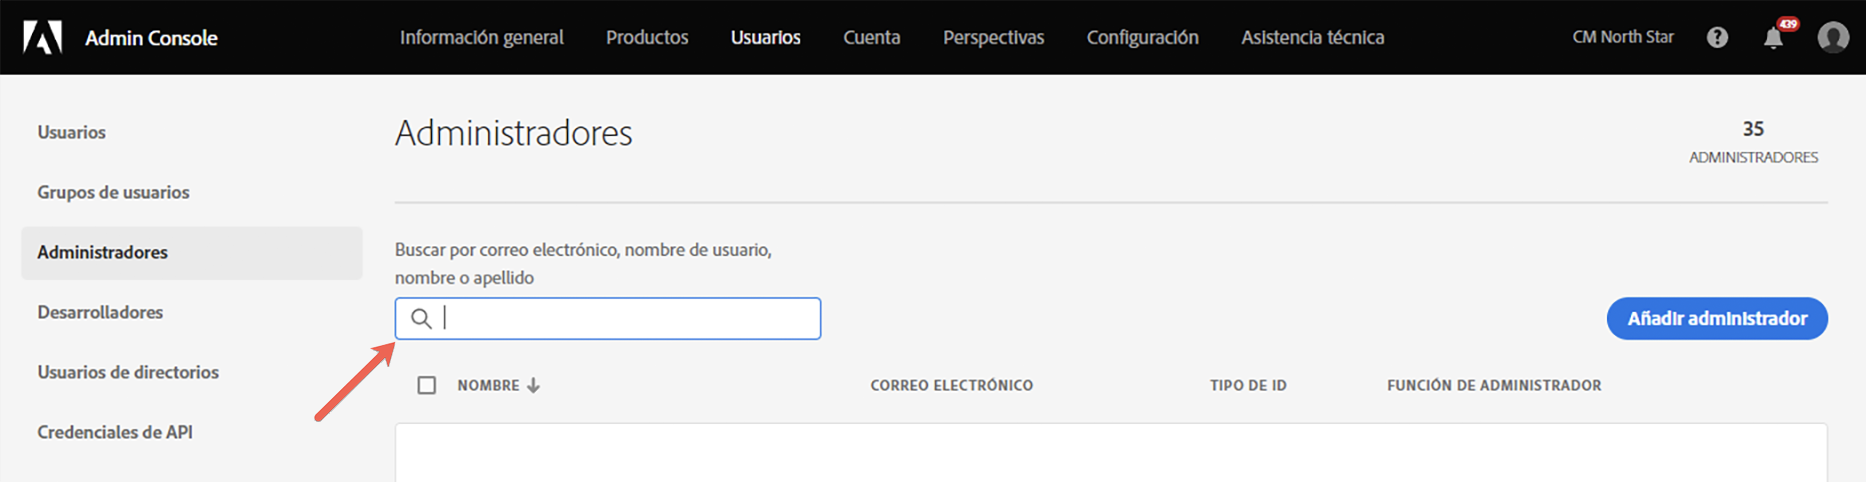 Admin Console
Información general Productos Usuarios Cuenta Perspectivas Configuración Asistencia técnica
CM North Star
439
Usuarios
Grupos de usuarios
Administradores
Desarrolladores
Usuarios de directorios
Credenciales de API
Administradores
35
ADMINISTRADORES
Buscar por correo electrónico, nombre de usuario,
nombre o apellido
Añadir administrador
NOMBRE CORREO ELECTRÓNICO TIPO DE ID FUNCIÓN DE ADMINISTRADOR